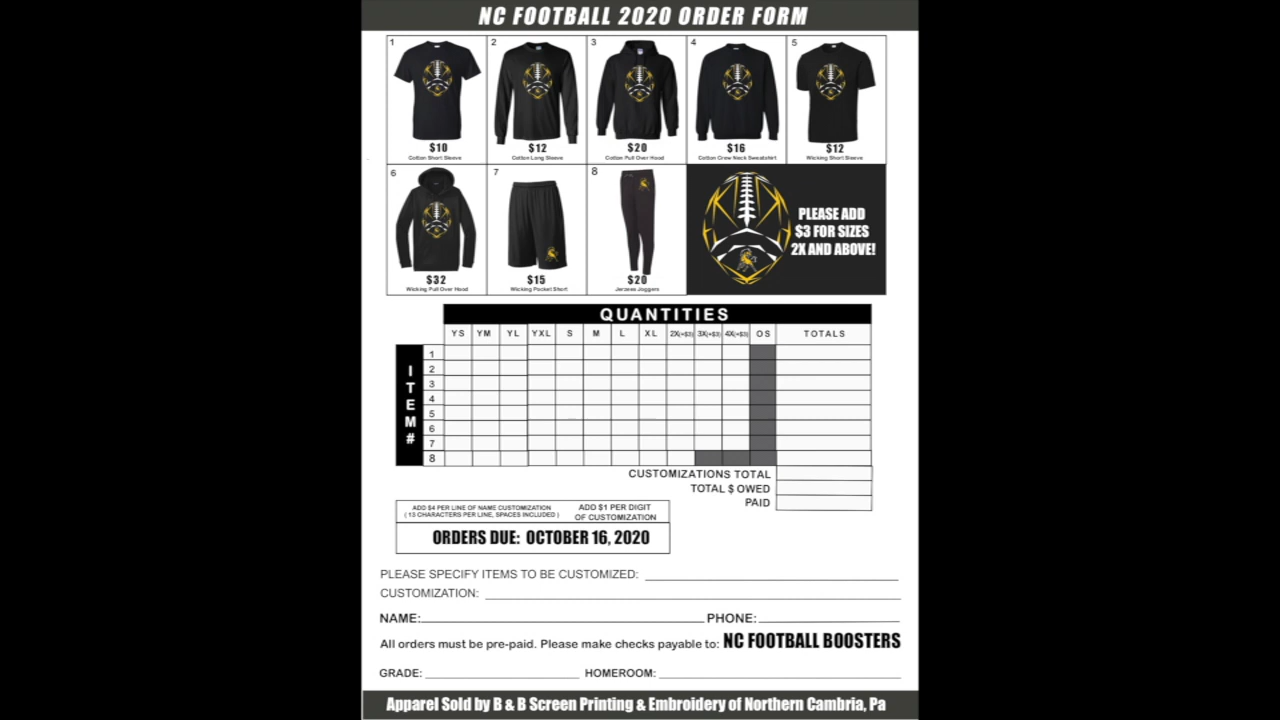 NC FOOTBALL 2020 ORDER FORM
1 2 3 4 5
$10 $12 $20 $16 $12
Cotton Short Sleeve Cotton Long Sleeve Cotton Pull Over Hood Cotton Crew Neck Sweatshirt Wicking Short Sleeve
6 7 8
PLEASE ADD
$3 FOR SIZES
2X AND ABOVE!
$32 $15 $20
Wicking Pull Over Hood Wicking Pocket Short Jerzees Joggers
QUANTITIES
YS YM YL YXL S M L XL 2X(+$3) 3X(+$3) 4X(+$3) OS TOTALS
ITEM#
1
2
3
4
5
6
7
8
CUSTOMIZATIONS TOTAL
TOTAL $ OWED
PAID
ADD $4 PER LINE OF NAME CUSTOMIZATION
( 13 CHARACTERS PER LINE, SPACES INCLUDED )
ADD $1 PER DIGIT
OF CUSTOMIZATION
ORDERS DUE: OCTOBER 16, 2020
PLEASE SPECIFY ITEMS TO BE CUSTOMIZED:
CUSTOMIZATION:
NAME: PHONE:
All orders must be pre-paid. Please make checks payable to: NC FOOTBALL BOOSTERS
GRADE: HOMEROOM:
Apparel Sold by B & B Screen Printing & Embroidery of Northern Cambria, Pa